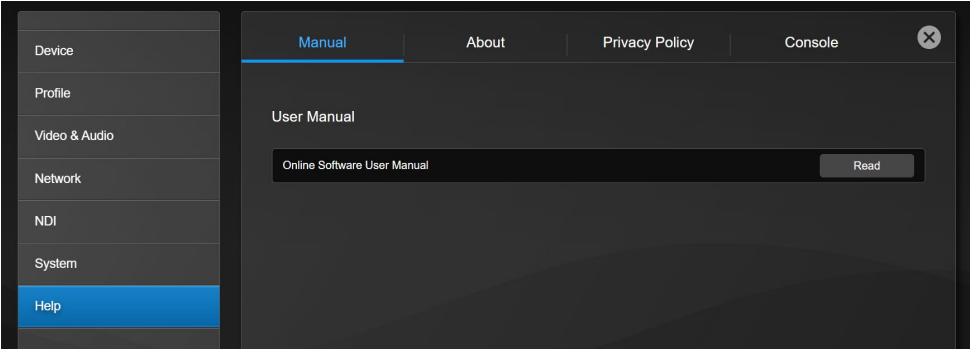 Device
Profile
Video & Audio
Network
NDI
System
Help
Manual
About
Privacy Policy
Console
User Manual
Online Software User Manual
Read